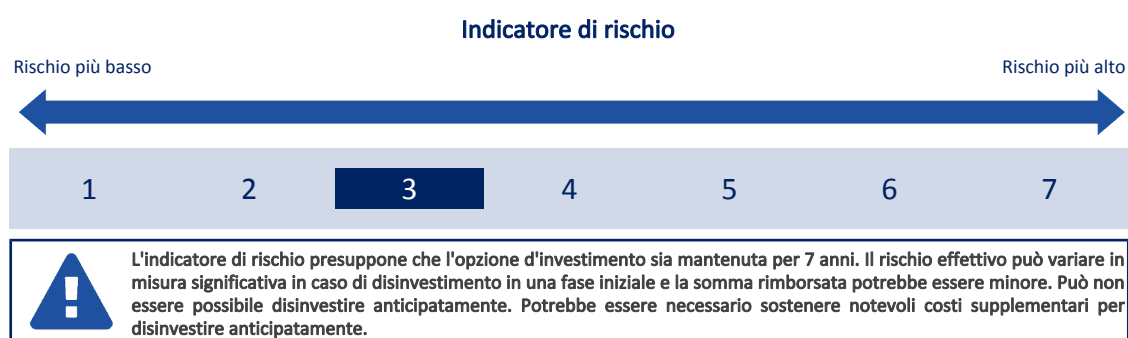 Indicatore di rischio
Rischio più basso
Rischio più alto
1 2 3 4 5 6 7
L'indicatore di rischio presuppone che l'opzione d'investimento sia mantenuta per 7 anni. Il rischio effettivo può variare in
misura significativa in caso di disinvestimento in una fase iniziale e la somma rimborsata potrebbe essere minore. Può non
essere possibile disinvestire anticipatamente. Potrebbe essere necessario sostenere notevoli costi supplementari per
disinvestire anticipatamente.